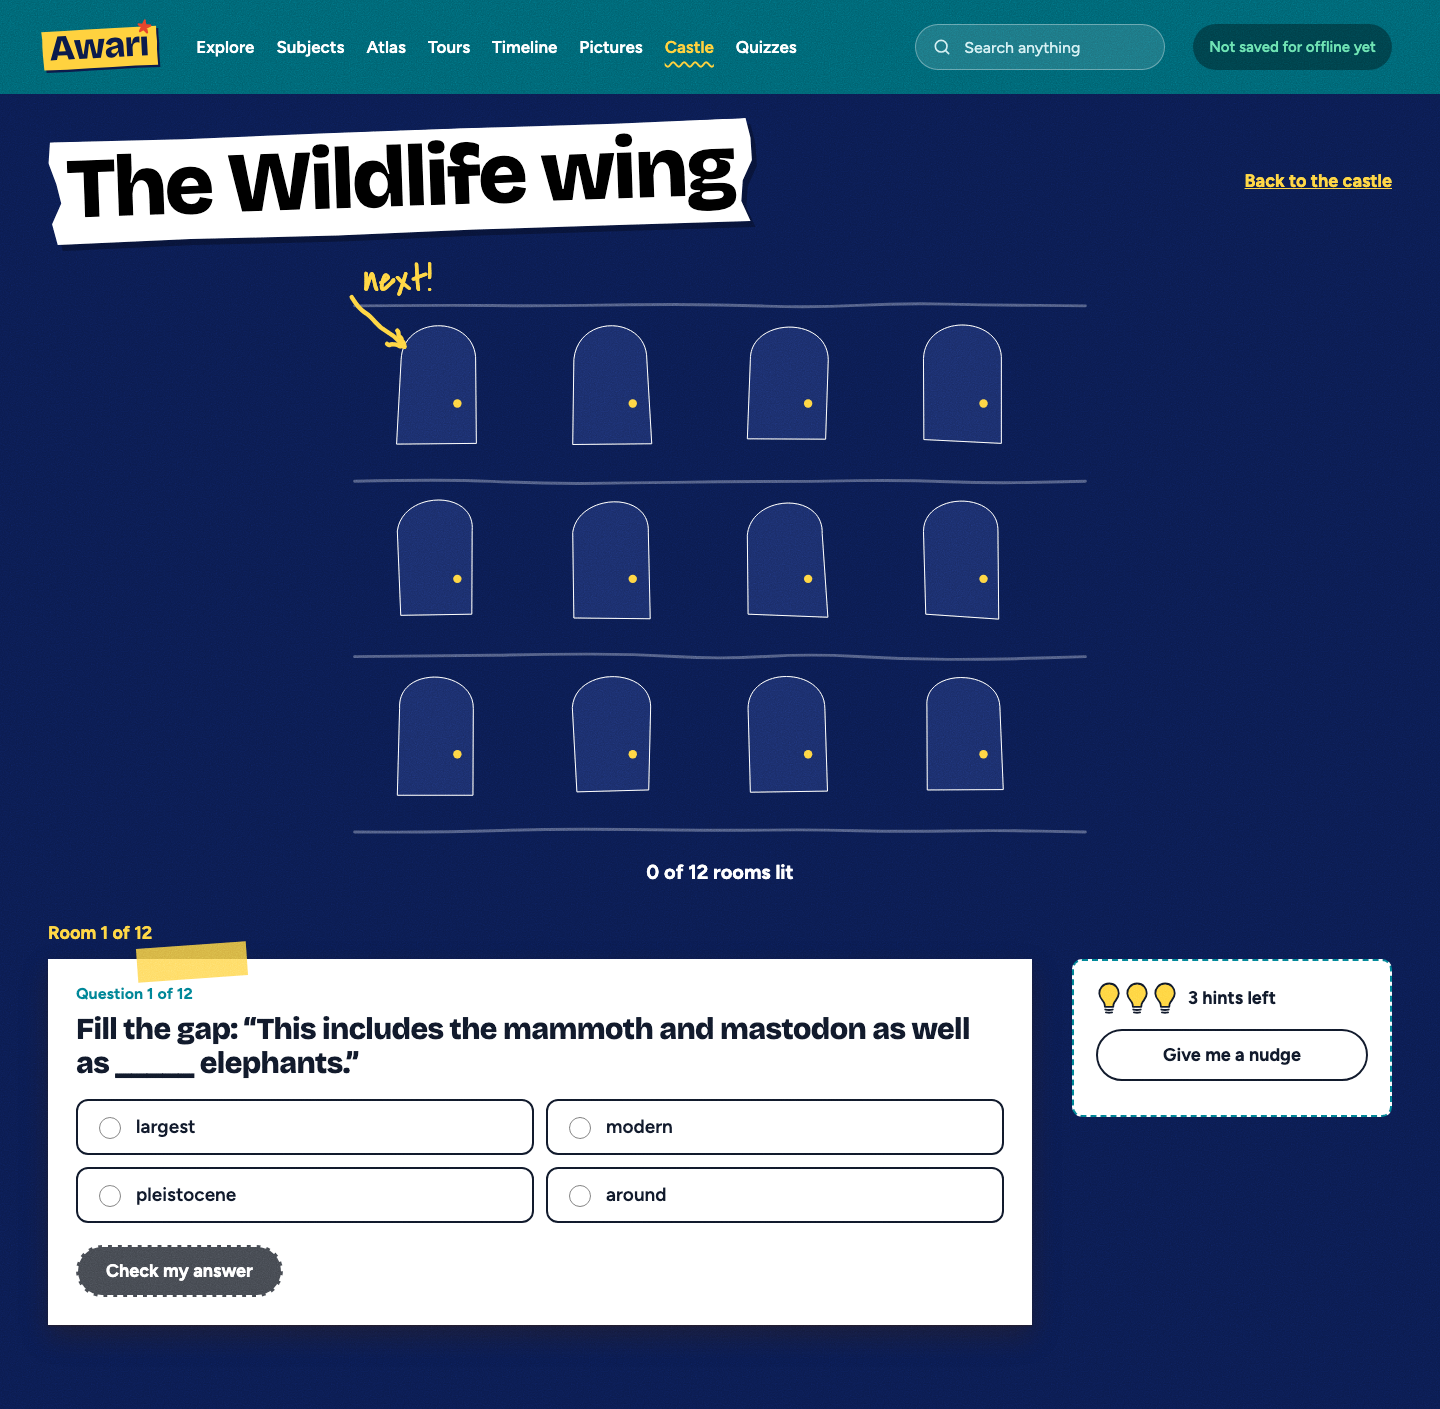 Awari
Explore Subjects Atlas Tours Timeline Pictures Castle Quizzes
Search anything
Not saved for offline yet
The Wildlife wing
Back to the castle
next!
0 of 12 rooms lit
Room 1 of 12
Question 1 of 12
Fill the gap: “This includes the mammoth and mastodon as well
as _____ elephants.”
largest
modern
pleistocene
around
Check my answer
3 hints left
Give me a nudge